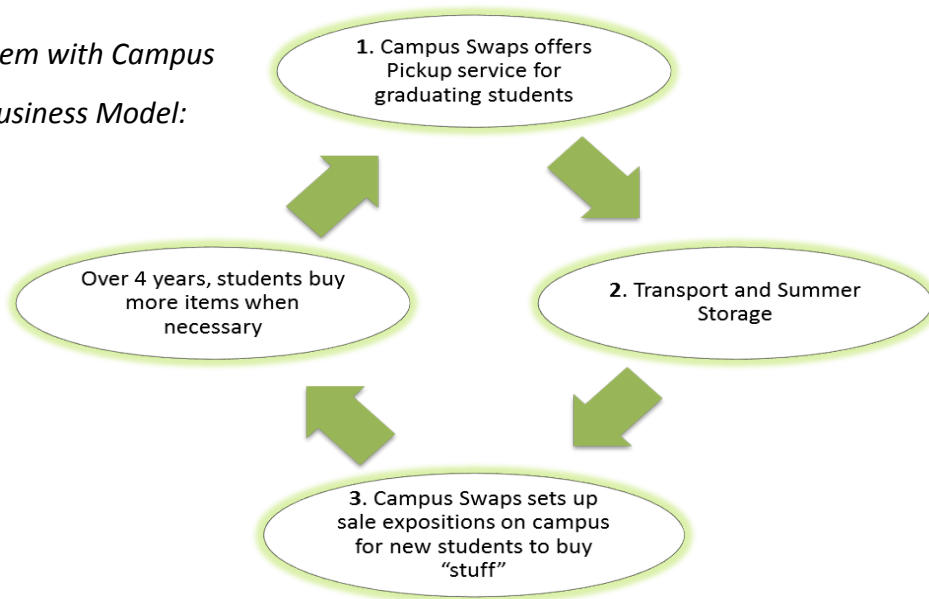 em with Campus
usiness Model:
1. Campus Swaps offers
Pickup service for
graduating students
2. Transport and Summer
Storage
3. Campus Swaps sets up
sale expositions on campus
for new students to buy
“stuff”
Over 4 years, students buy
more items when
necessary